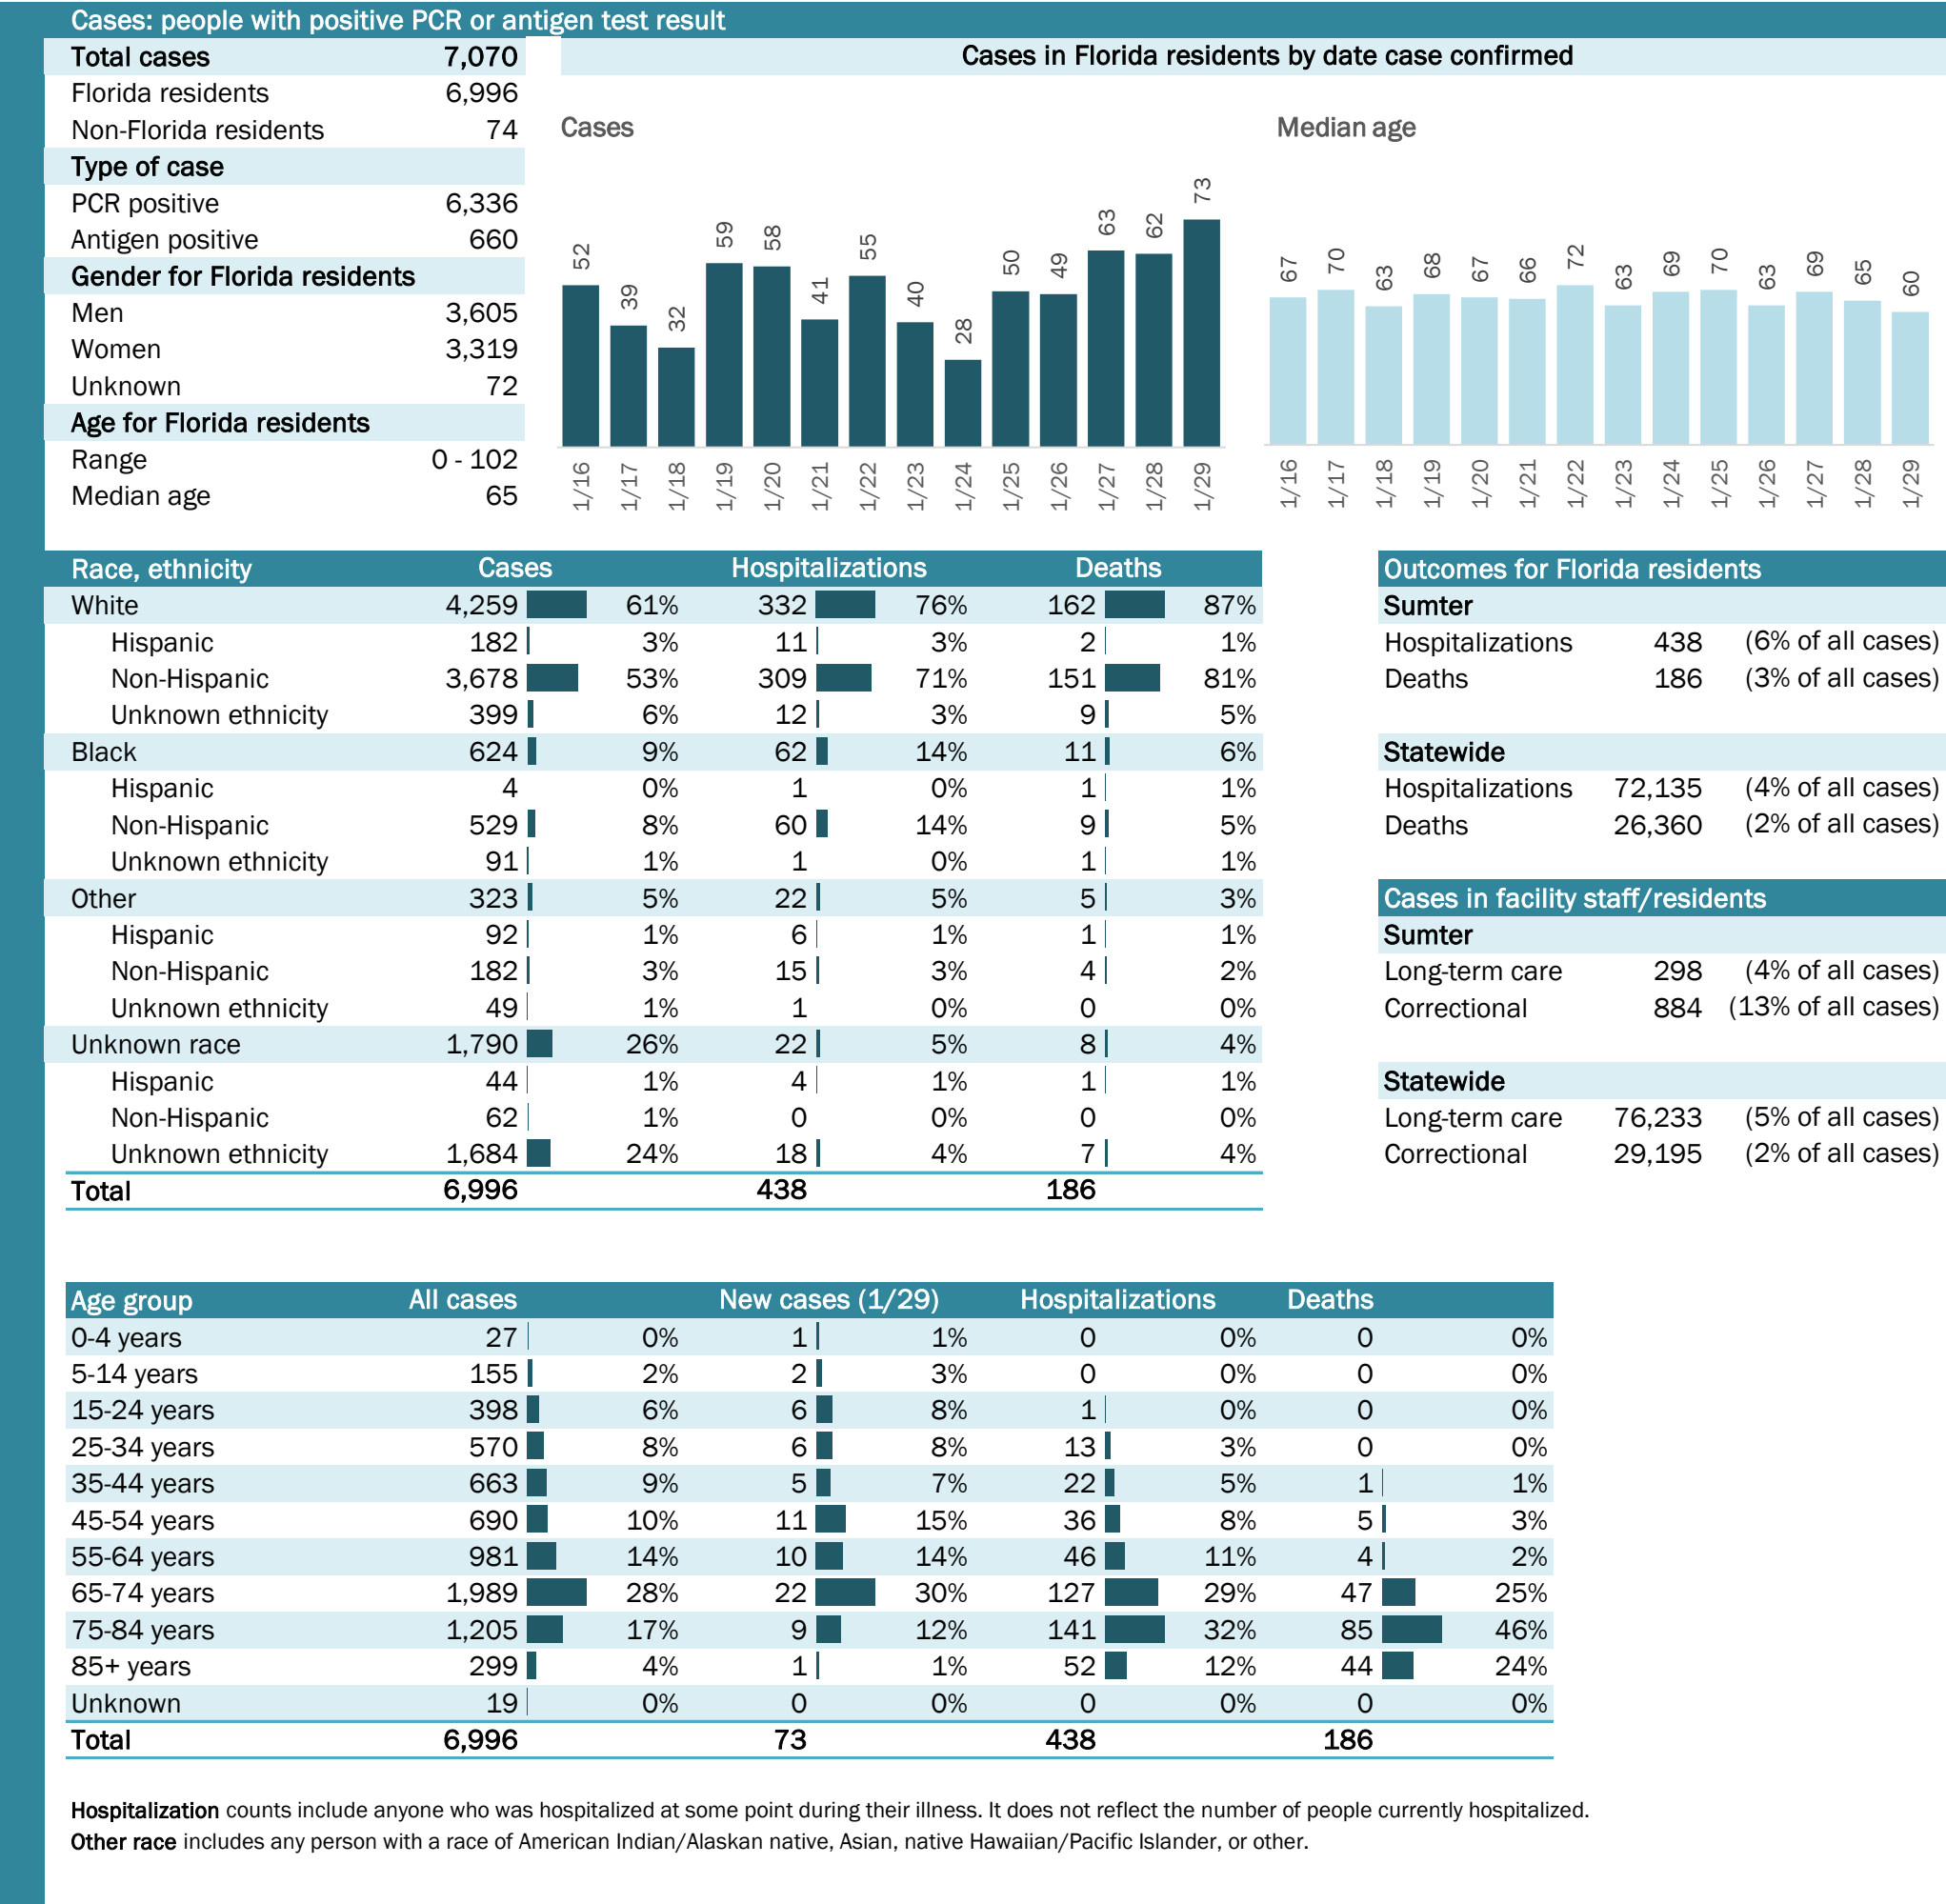 Cases: people with positive PCR or antigen test result
Total cases 7,070
Florida residents 6,996
Non-Florida residents 74
Type of case
PCR positive 6,336
Antigen positive 660
Gender for Florida residents
Men 3,605
Women 3,319
Unknown 72
Age for Florida residents
Range 0 - 102
Median age 65
Cases in Florida residents by date case confirmed
Cases
52 39 32 59 58 41 55 40 28 50 49 63 62 73
1/16 1/17 1/18 1/19 1/20 1/21 1/22 1/23 1/24 1/25 1/26 1/27 1/28 1/29
Median age
67 70 63 68 67 66 72 63 69 70 63 69 65 60
1/16 1/17 1/18 1/19 1/20 1/21 1/22 1/23 1/24 1/25 1/26 1/27 1/28 1/29
Race, ethnicity Cases Hospitalizations Deaths
White 4,259 61% 332 76% 162 87%
Hispanic 182 3% 11 3% 2 1%
Non-Hispanic 3,678 53% 309 71% 151 81%
Unknown ethnicity 399 6% 12 3% 9 5%
Black 624 9% 62 14% 11 6%
Hispanic 4 0% 1 0% 1 1%
Non-Hispanic 529 8% 60 14% 9 5%
Unknown ethnicity 91 1% 1 0% 1 1%
Other 323 5% 22 5% 5 3%
Hispanic 92 1% 6 1% 1 1%
Non-Hispanic 182 3% 15 3% 4 2%
Unknown ethnicity 49 1% 1 0% 0 0%
Unknown race 1,790 26% 22 5% 8 4%
Hispanic 44 1% 4 1% 1 1%
Non-Hispanic 62 1% 0 0% 0 0%
Unknown ethnicity 1,684 24% 18 4% 7 4%
Total 6,996 438 186
Outcomes for Florida residents
Sumter
Hospitalizations 438 (6% of all cases)
Deaths 186 (3% of all cases)
Statewide
Hospitalizations 72,135 (4% of all cases)
Deaths 26,360 (2% of all cases)
Cases in facility staff/residents
Sumter
Long-term care 298 (4% of all cases)
Correctional 884 (13% of all cases)
Statewide
Long-term care 76,233 (5% of all cases)
Correctional 29,195 (2% of all cases)
Age group All cases New cases (1/29) Hospitalizations Deaths
0-4 years 27 0% 1 1% 0 0% 0 0%
5-14 years 155 2% 2 3% 0 0% 0 0%
15-24 years 398 6% 6 8% 1 0% 0 0%
25-34 years 570 8% 6 8% 13 3% 0 0%
35-44 years 663 9% 5 7% 22 5% 1 1%
45-54 years 690 10% 11 15% 36 8% 5 3%
55-64 years 981 14% 10 14% 46 11% 4 2%
65-74 years 1,989 28% 22 30% 127 29% 47 25%
75-84 years 1,205 17% 9 12% 141 32% 85 46%
85+ years 299 4% 1 1% 52 12% 44 24%
Unknown 19 0% 0 0% 0 0% 0 0%
Total 6,996 73 438 186
Hospitalization counts include anyone who was hospitalized at some point during their illness. It does not reflect the number of people currently hospitalized.
Other race includes any person with a race of American Indian/Alaskan native, Asian, native Hawaiian/Pacific Islander, or other.